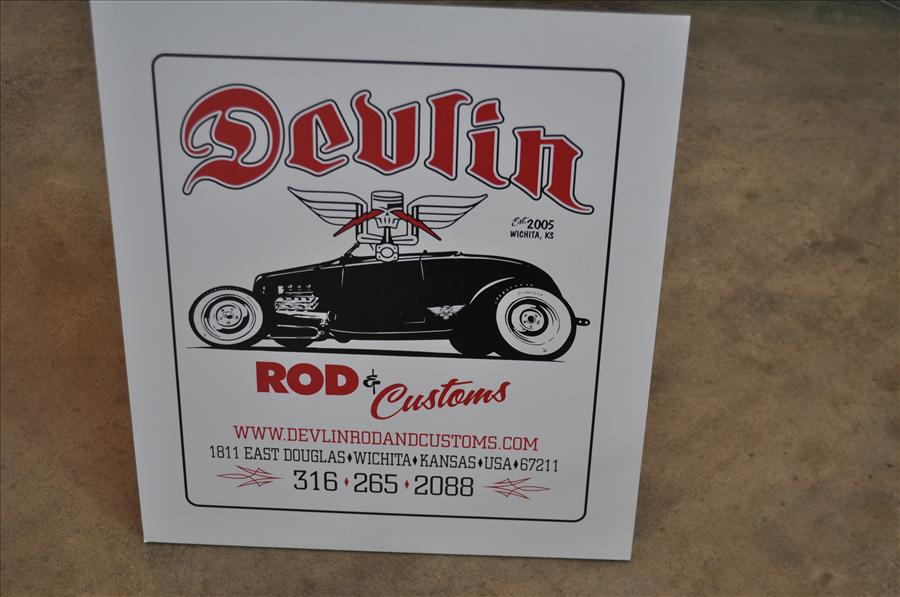 Devlin
Est. 2005
WICHITA, KS
ROD & Customs
WWW.DEVLINRODANDCUSTOMS.COM
1811 EAST DOUGLAS♦WICHITA♦KANSAS♦USA♦67211
316♦265♦2088